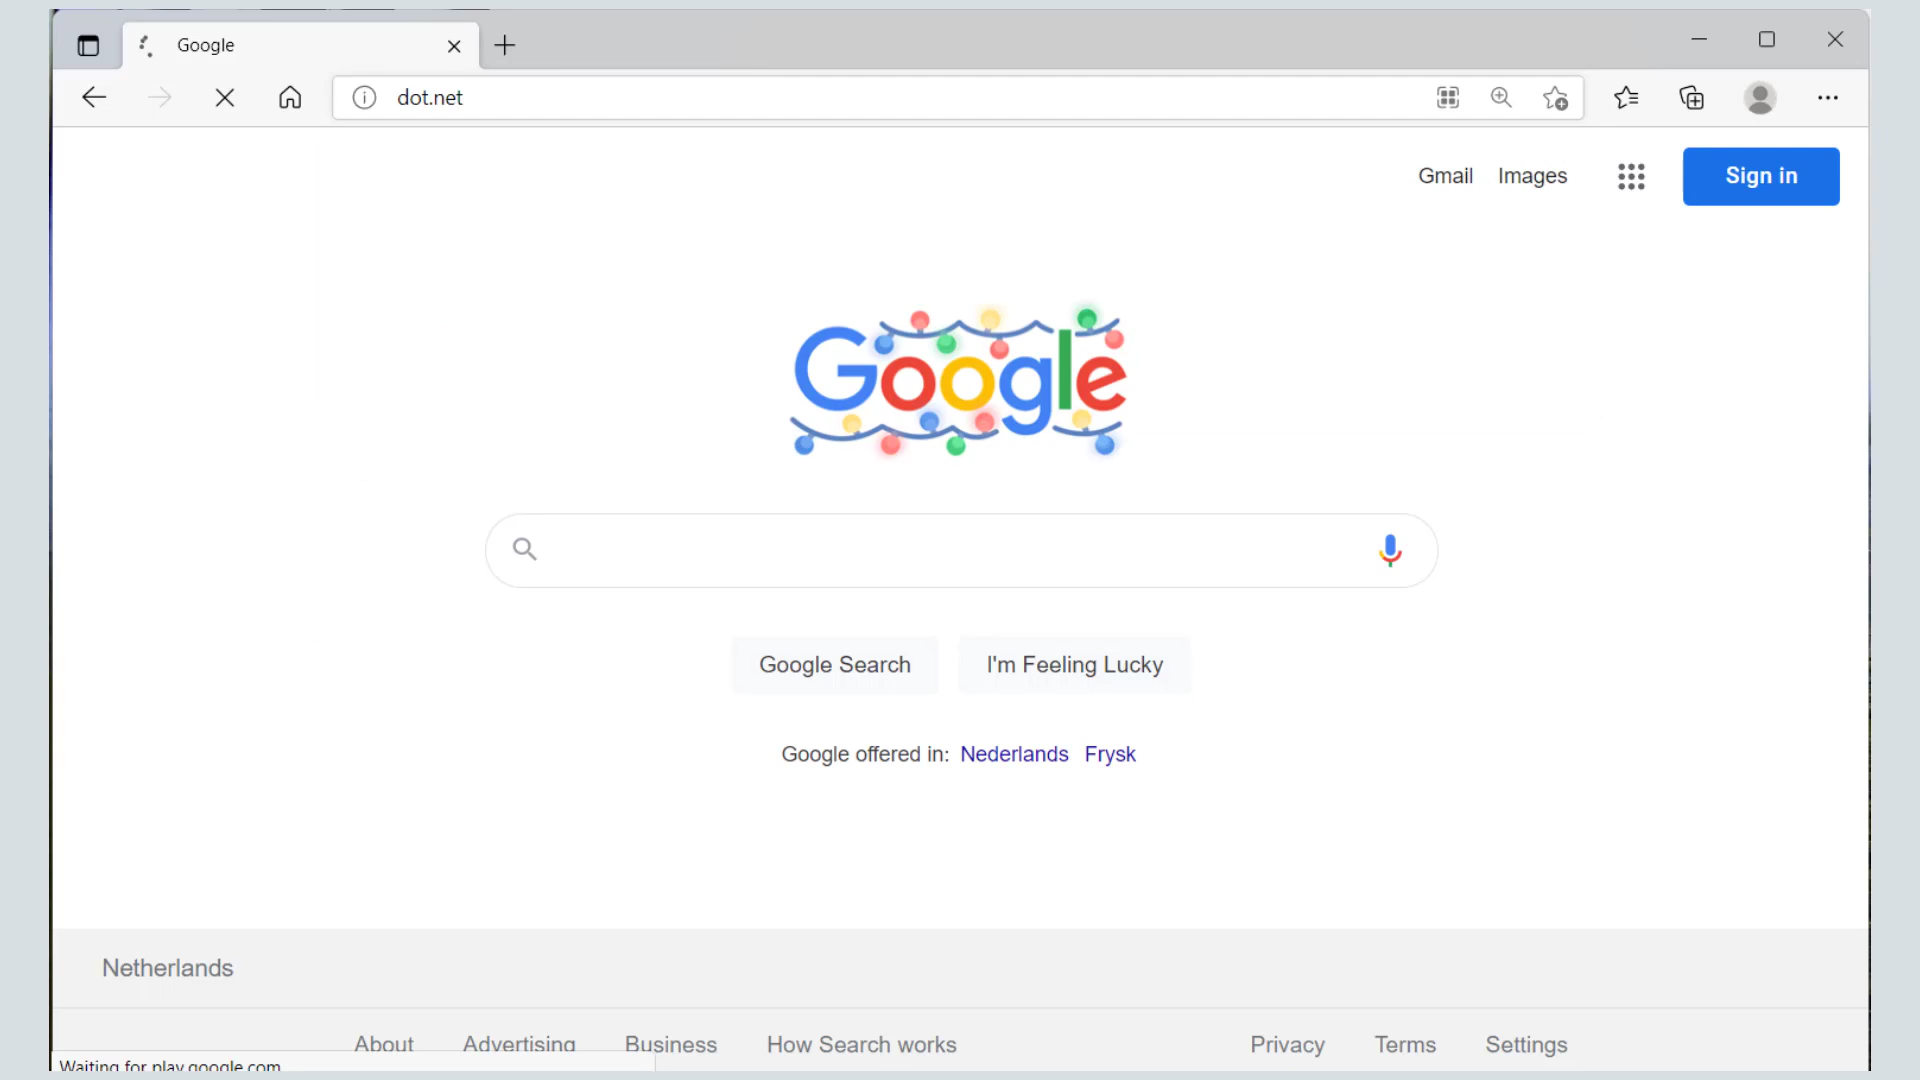 Google
dot.net
Gmail Images Sign in
Google
Google Search I'm Feeling Lucky
Google offered in: Nederlands Frysk
Netherlands
About Advertising Business How Search works Privacy Terms Settings
Waiting for play.google.com